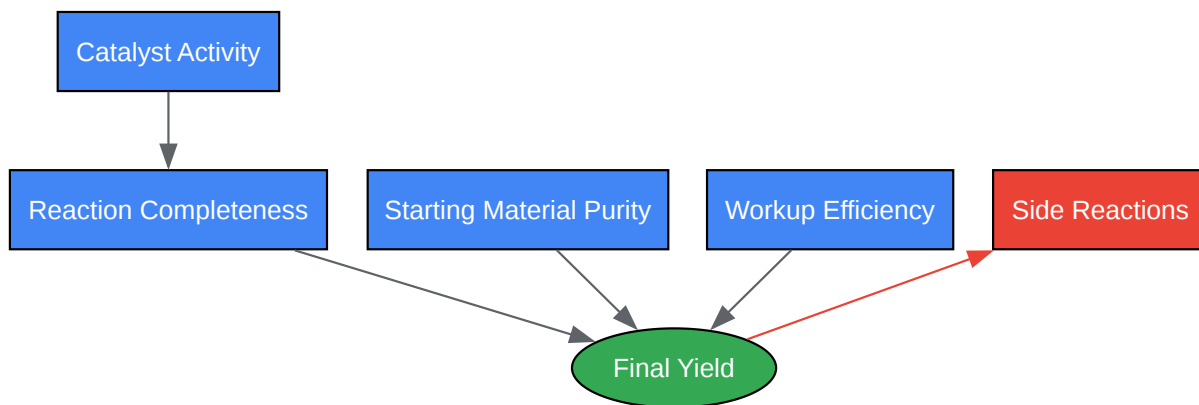 Catalyst Activity
Reaction Completeness
Starting Material Purity
Workup Efficiency
Side Reactions
Final Yield